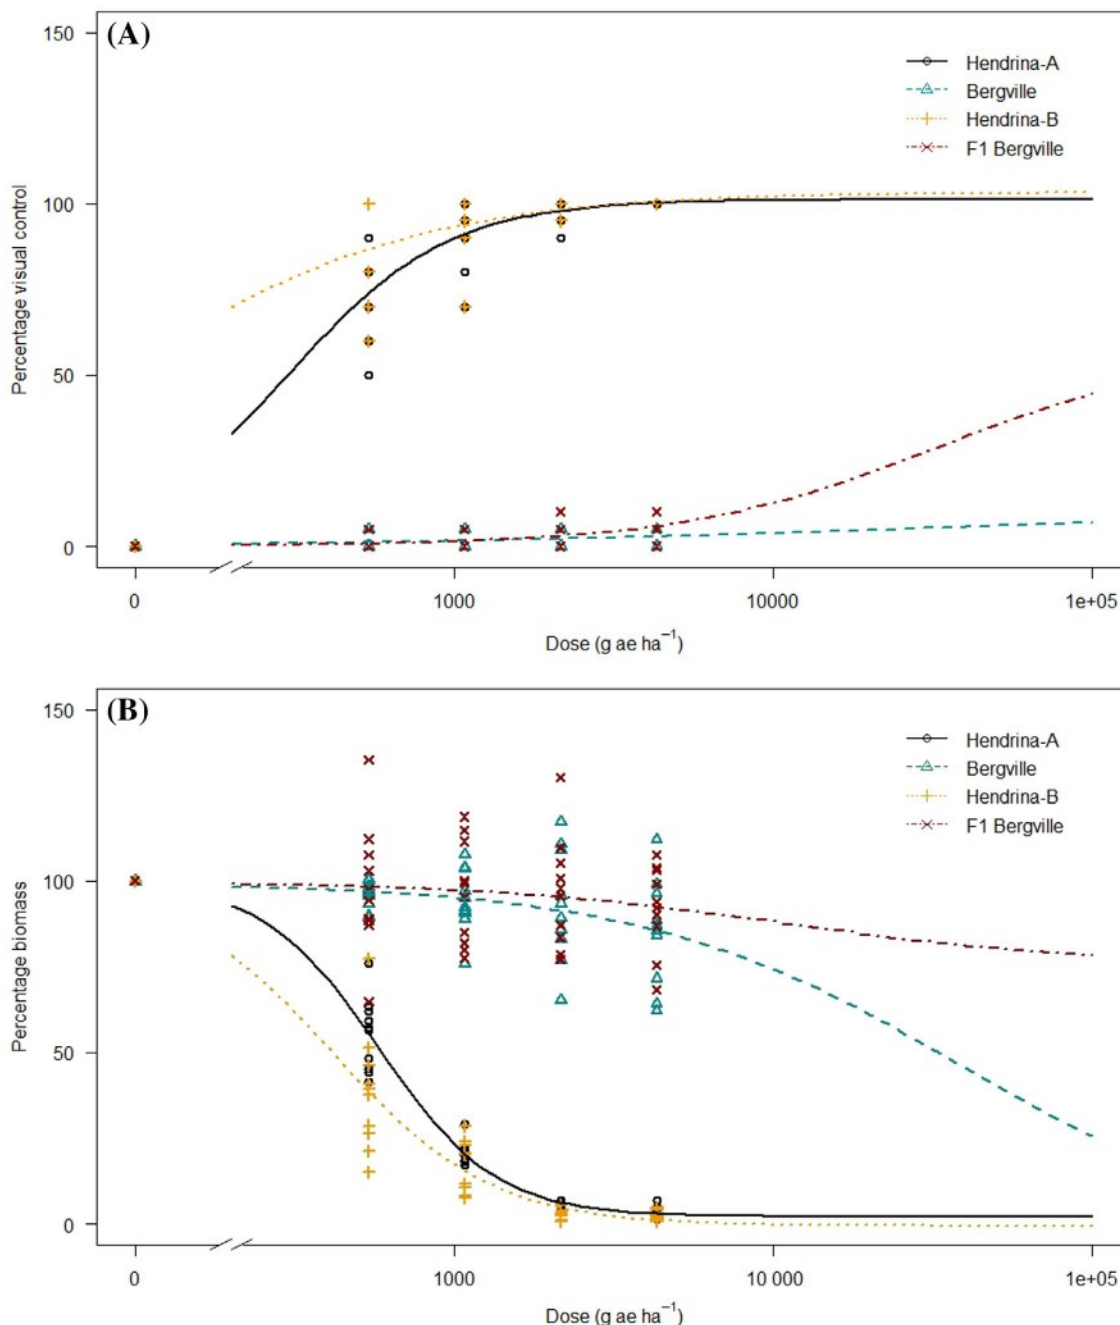 (A)
150
100
50
0
Percentage visual control
Hendrina-A
Bergville
Hendrina-B
F1 Bergville
0 1000 10000 1e+05
Dose (g ae ha⁻¹)
(B)
150
100
50
0
Percentage biomass
Hendrina-A
Bergville
Hendrina-B
F1 Bergville
0 1000 10 000 1e+05
Dose (g ae ha⁻¹)